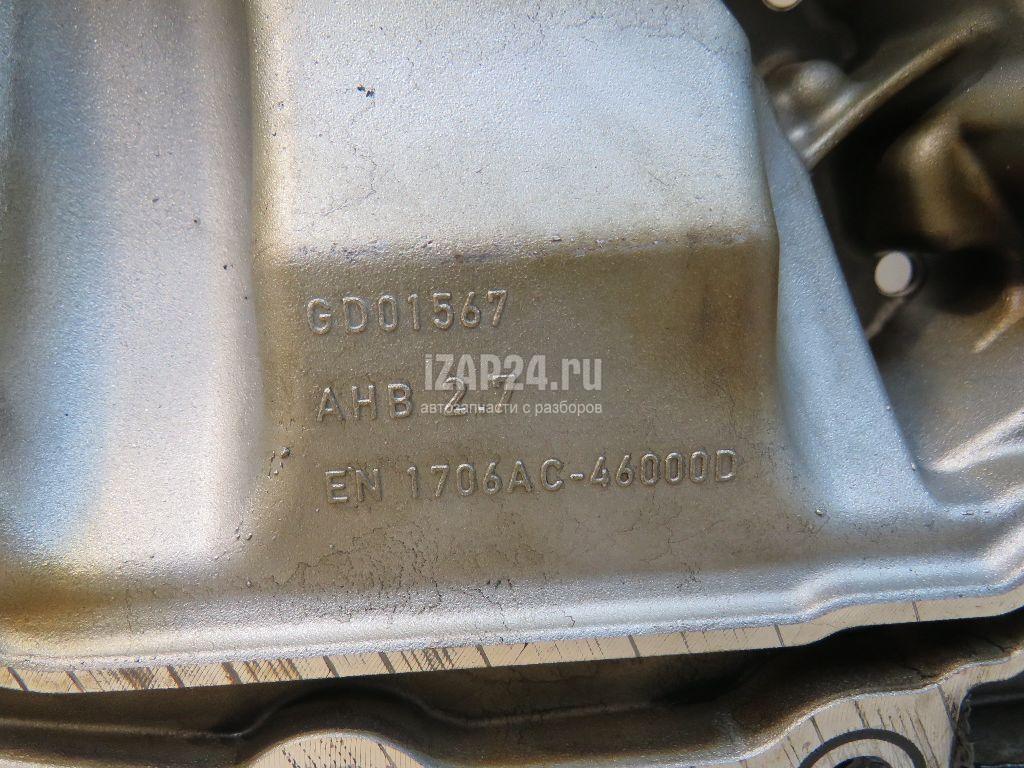 GD01567
iZAP24.ru
AHB 2.7
автозапчасти с разборов
EN 1706AC-46000D